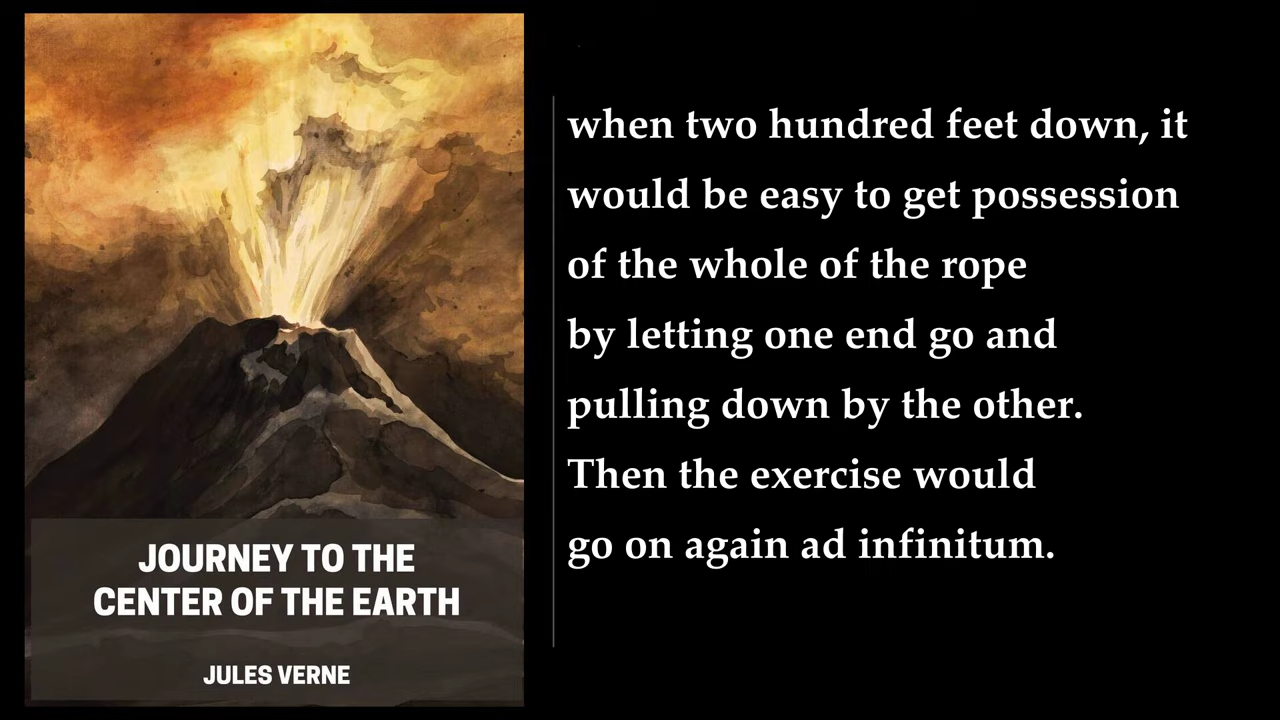 JOURNEY TO THE
CENTER OF THE EARTH
JULES VERNE
when two hundred feet down, it
would be easy to get possession
of the whole of the rope
by letting one end go and
pulling down by the other.
Then the exercise would
go on again ad infinitum.